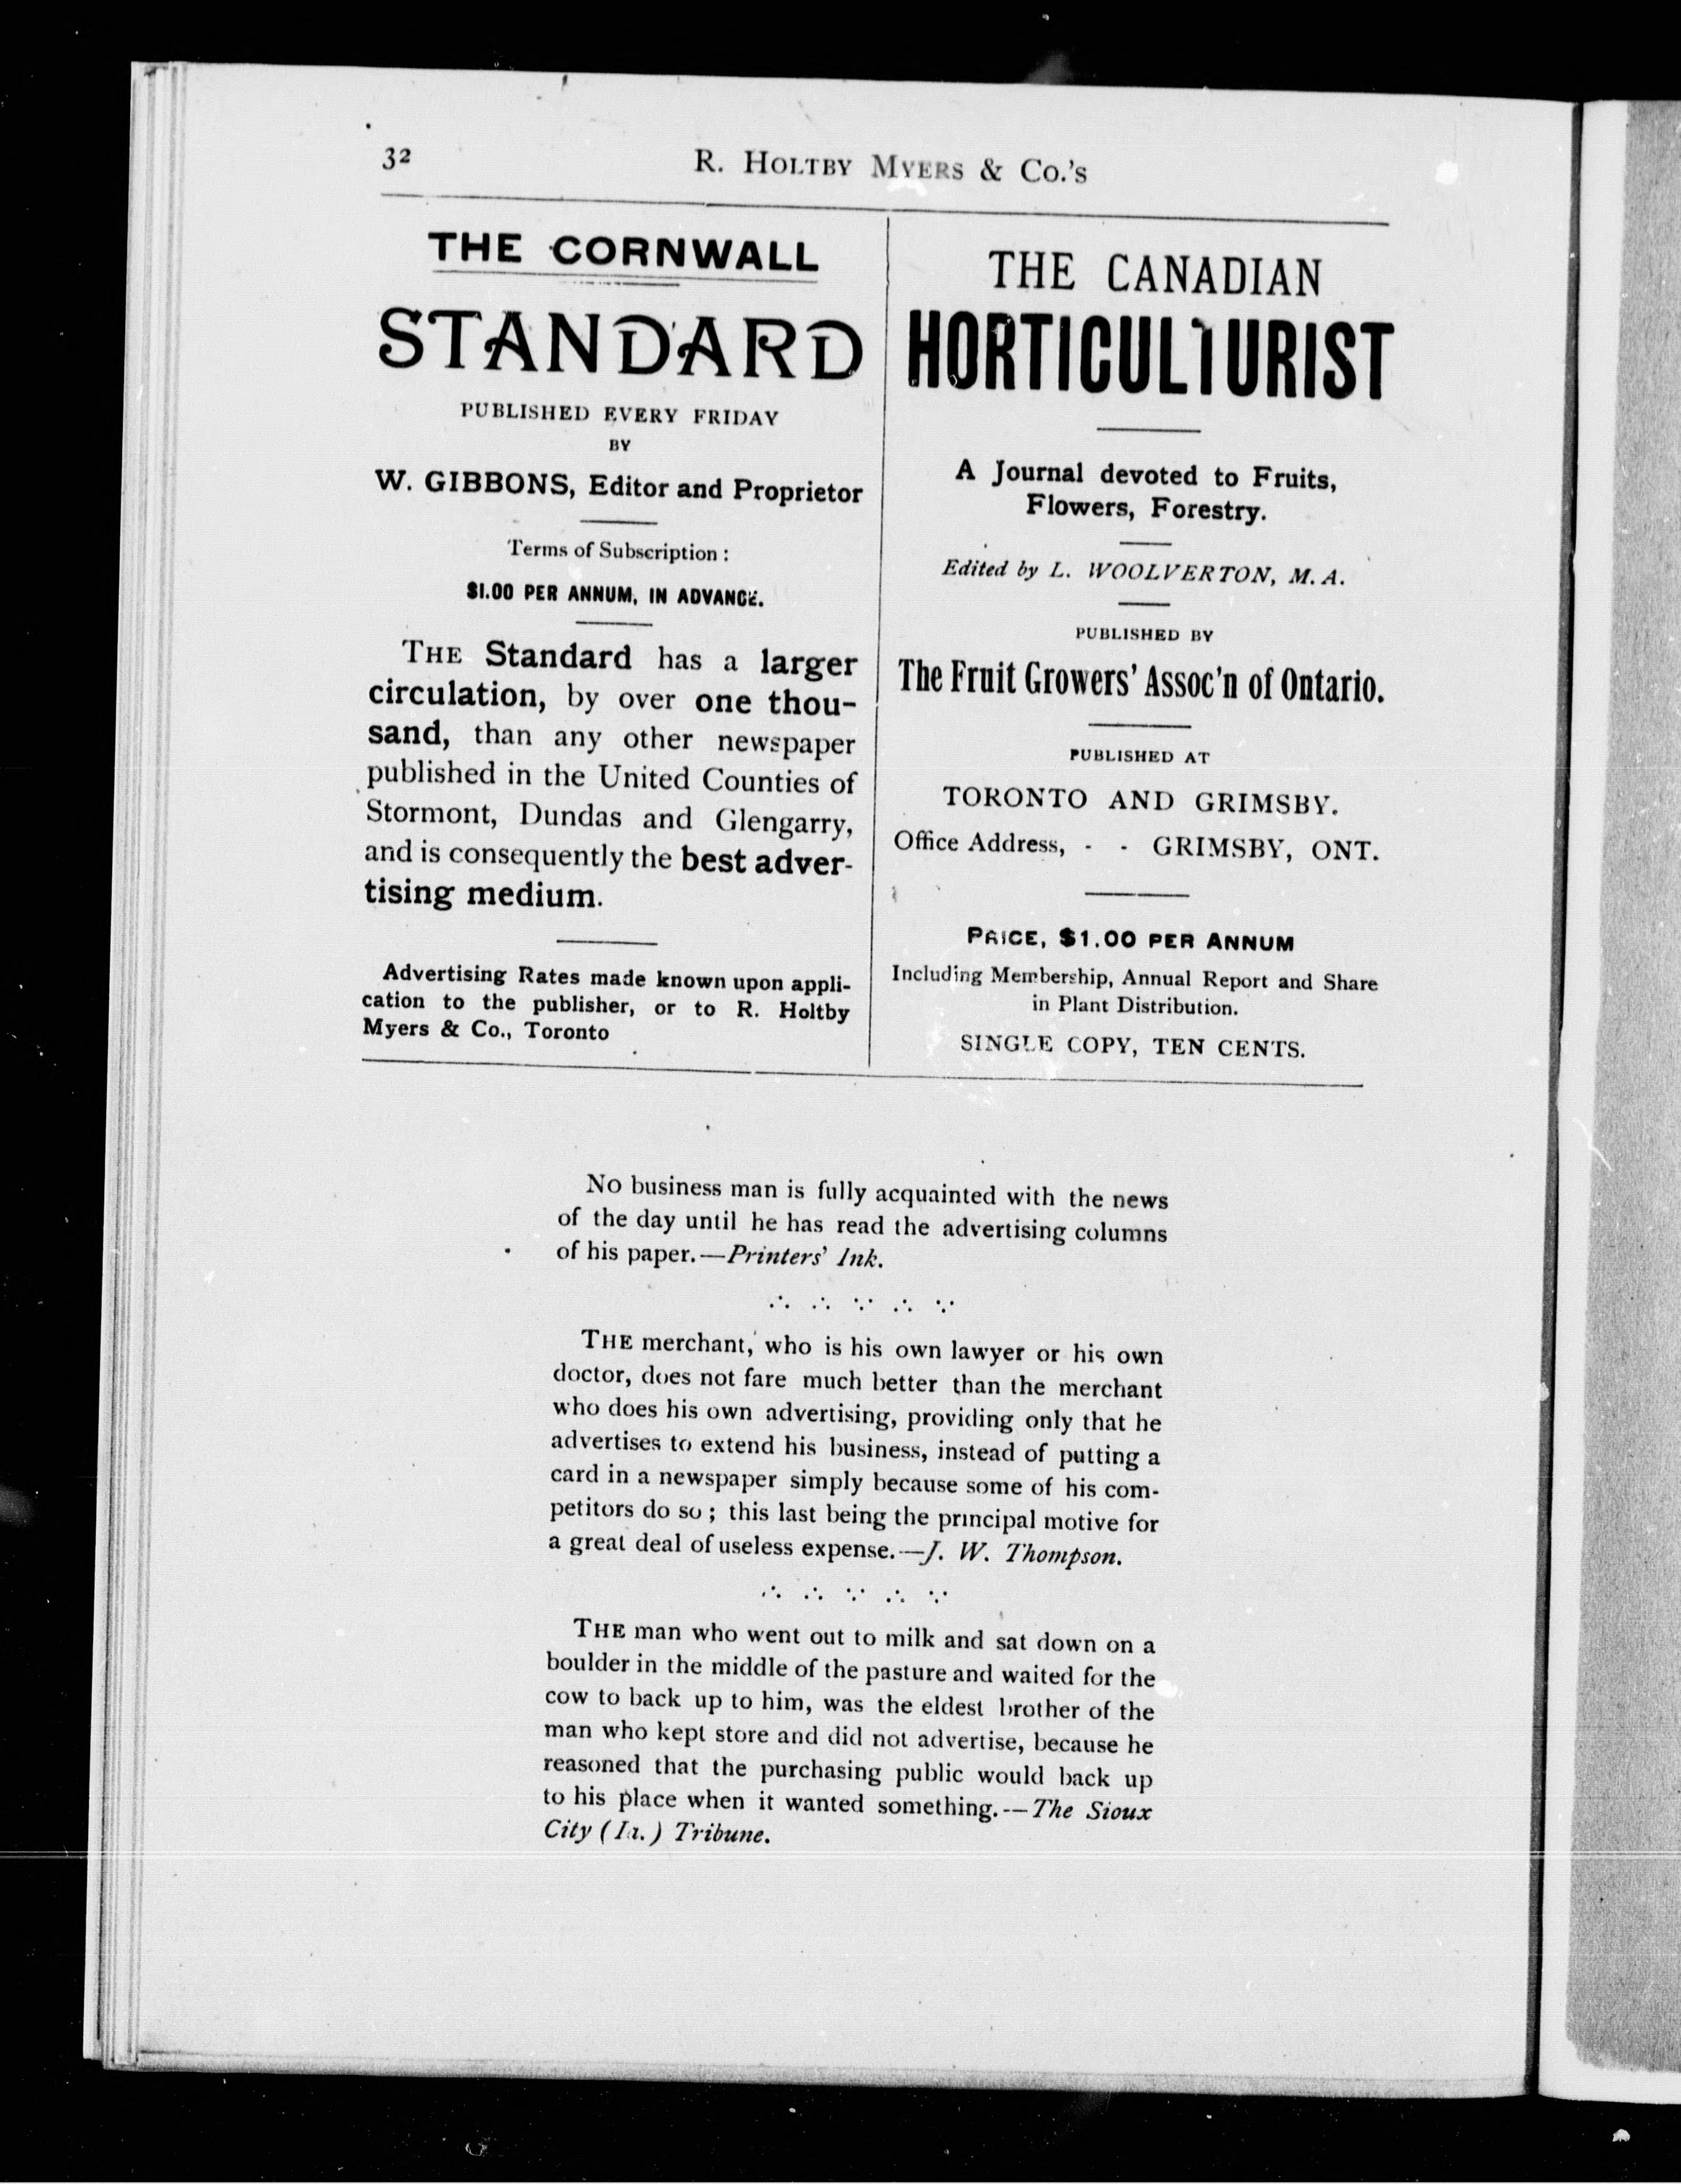 32
R. HOLTBY MYERS & CO.'S
THE CORNWALL
STANDARD
PUBLISHED EVERY FRIDAY
BY
W. GIBBONS, Editor and Proprietor
Terms of Subscription :
$1.00 PER ANNUM, IN ADVANCE.
THE Standard has a larger
circulation, by over one thou-
sand, than any other newspaper
published in the United Counties of
Stormont, Dundas and Glengarry,
and is consequently the best adver-
tising medium.
Advertising Rates made known upon appli-
cation to the publisher, or to R. Holtby
Myers & Co., Toronto
THE CANADIAN
HORTICULTURIST
A Journal devoted to Fruits,
Flowers, Forestry.
Edited by L. WOOLVERTON, M. A.
PUBLISHED BY
The Fruit Growers' Assoc'n of Ontario.
PUBLISHED AT
TORONTO AND GRIMSBY.
Office Address, - - GRIMSBY, ONT.
PRICE, $1.00 PER ANNUM
Including Membership, Annual Report and Share
in Plant Distribution.
SINGLE COPY, TEN CENTS.
No business man is fully acquainted with the news
of the day until he has read the advertising columns
of his paper.—Printers' Ink.
THE merchant, who is his own lawyer or his own
doctor, does not fare much better than the merchant
who does his own advertising, providing only that he
advertises to extend his business, instead of putting a
card in a newspaper simply because some of his com-
petitors do so ; this last being the principal motive for
a great deal of useless expense.—J. W. Thompson.
THE man who went out to milk and sat down on a
boulder in the middle of the pasture and waited for the
cow to back up to him, was the eldest brother of the
man who kept store and did not advertise, because he
reasoned that the purchasing public would back up
to his place when it wanted something.—The Sioux
City (Ia.) Tribune.